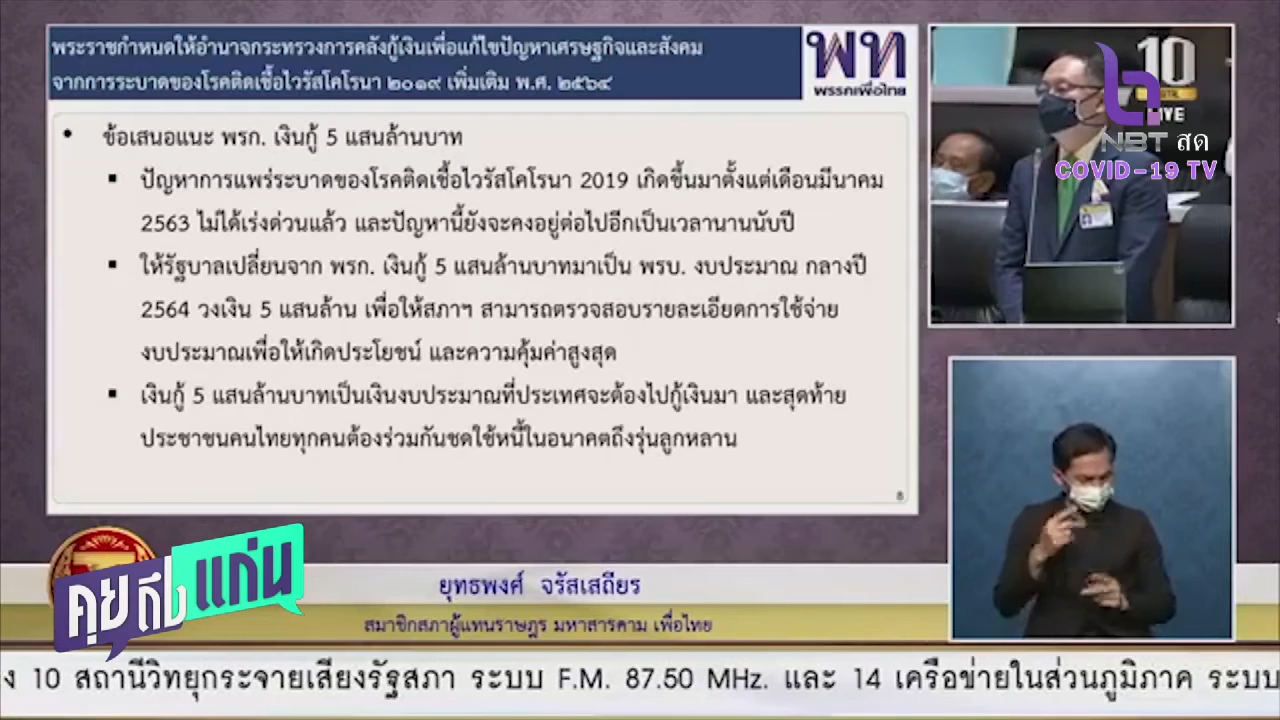 พระราชกำหนดให้อำนาจกระทรวงการคลังกู้เงินเพื่อแก้ไขปัญหาเศรษฐกิจและสังคม
จากการระบาดของโรคติดเชื้อไวรัสโคโรนา ๒๐๑๙ เพิ่มเติม พ.ศ. ๒๕๖๔
พท
พรรคเพื่อไทย
• ข้อเสนอแนะ พรก. เงินกู้ 5 แสนล้านบาท
▪ ปัญหาการแพร่ระบาดของโรคติดเชื้อไวรัสโคโรนา 2019 เกิดขึ้นมาตั้งแต่เดือนมีนาคม
2563 ไม่ได้เร่งด่วนแล้ว และปัญหานี้ยังจะคงอยู่ต่อไปอีกเป็นเวลานานนับปี
▪ ให้รัฐบาลเปลี่ยนจาก พรก. เงินกู้ 5 แสนล้านบาทมาเป็น พรบ. งบประมาณ กลางปี
2564 วงเงิน 5 แสนล้าน เพื่อให้สภาฯ สามารถตรวจสอบรายละเอียดการใช้จ่าย
งบประมาณเพื่อให้เกิดประโยชน์ และความคุ้มค่าสูงสุด
▪ เงินกู้ 5 แสนล้านบาทเป็นเงินงบประมาณที่ประเทศจะต้องไปกู้เงินมา และสุดท้าย
ประชาชนคนไทยทุกคนต้องร่วมกันชดใช้หนี้ในอนาคตถึงรุ่นลูกหลาน
8
10
LIVE
NBT สด
COVID-19 TV
คุยถึงแก่น
ยุทธพงศ์ จรัสเสถียร
สมาชิกสภาผู้แทนราษฎร มหาสารคาม เพื่อไทย
ง 10 สถานีวิทยุกระจายเสียงรัฐสภา ระบบ F.M. 87.50 MHz. และ 14 เครือข่ายในส่วนภูมิภาค ระบบ